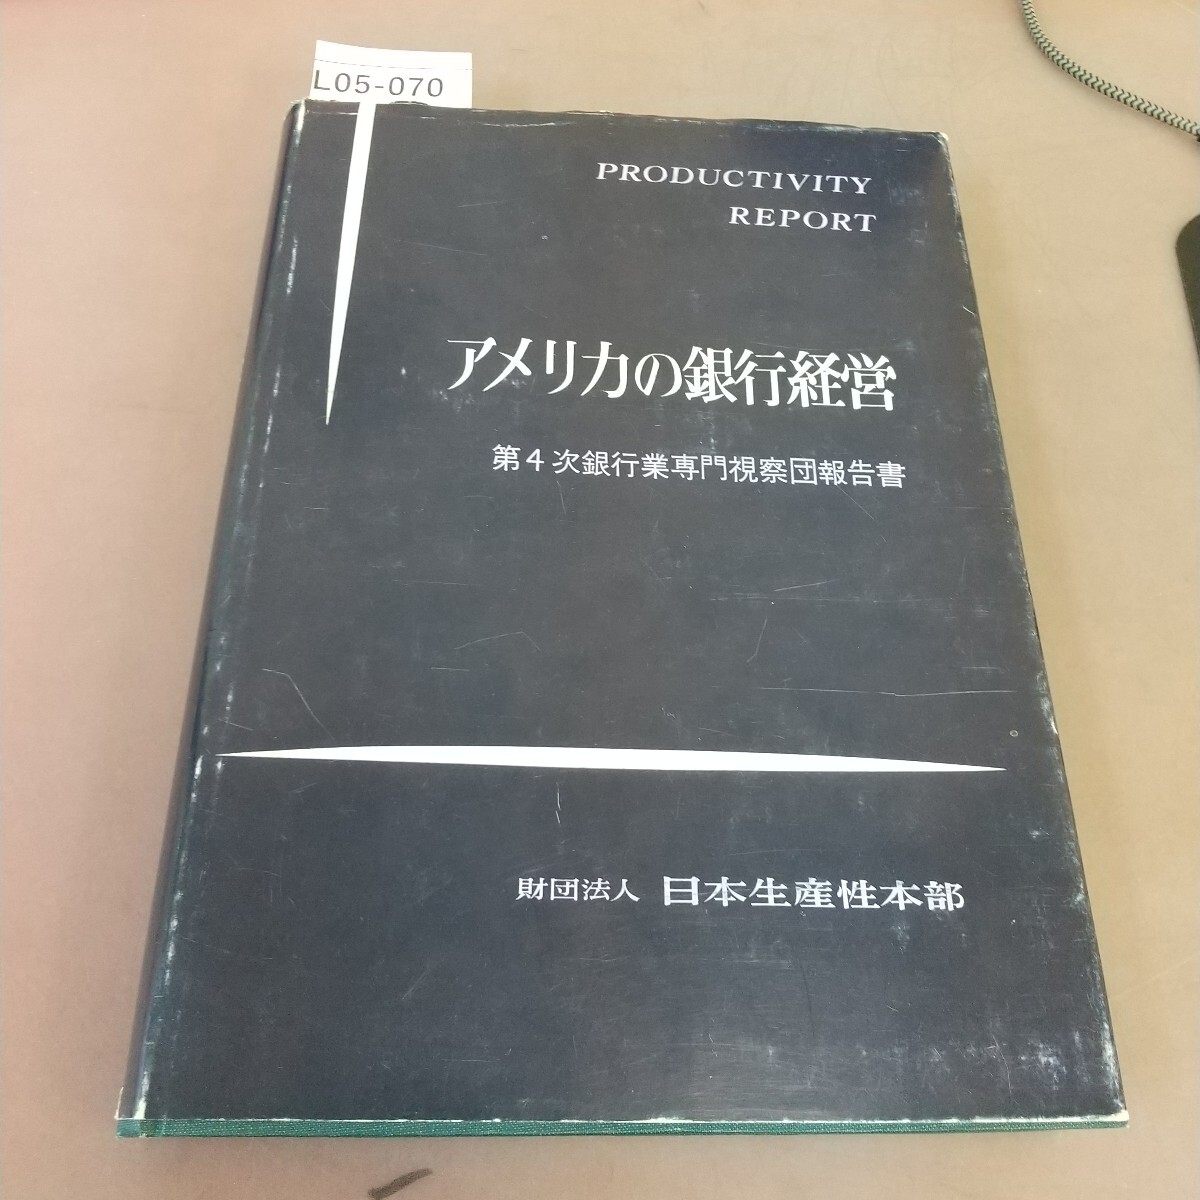 L05-070
PRODUCTIVITY
REPORT
アメリカの銀行経営
第4次銀行業専門視察団報告書
財団法人 日本生産性本部